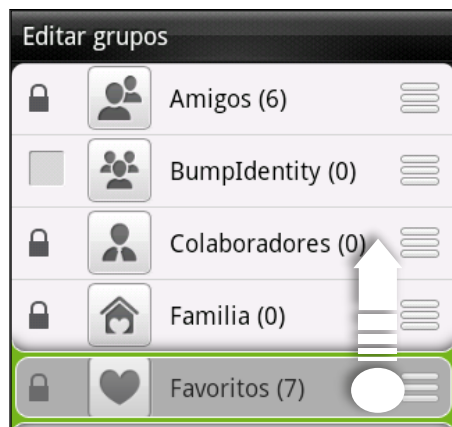 Editar grupos
Amigos (6)
BumpIdentity (0)
Colaboradores (0)
Familia (0)
Favoritos (7)